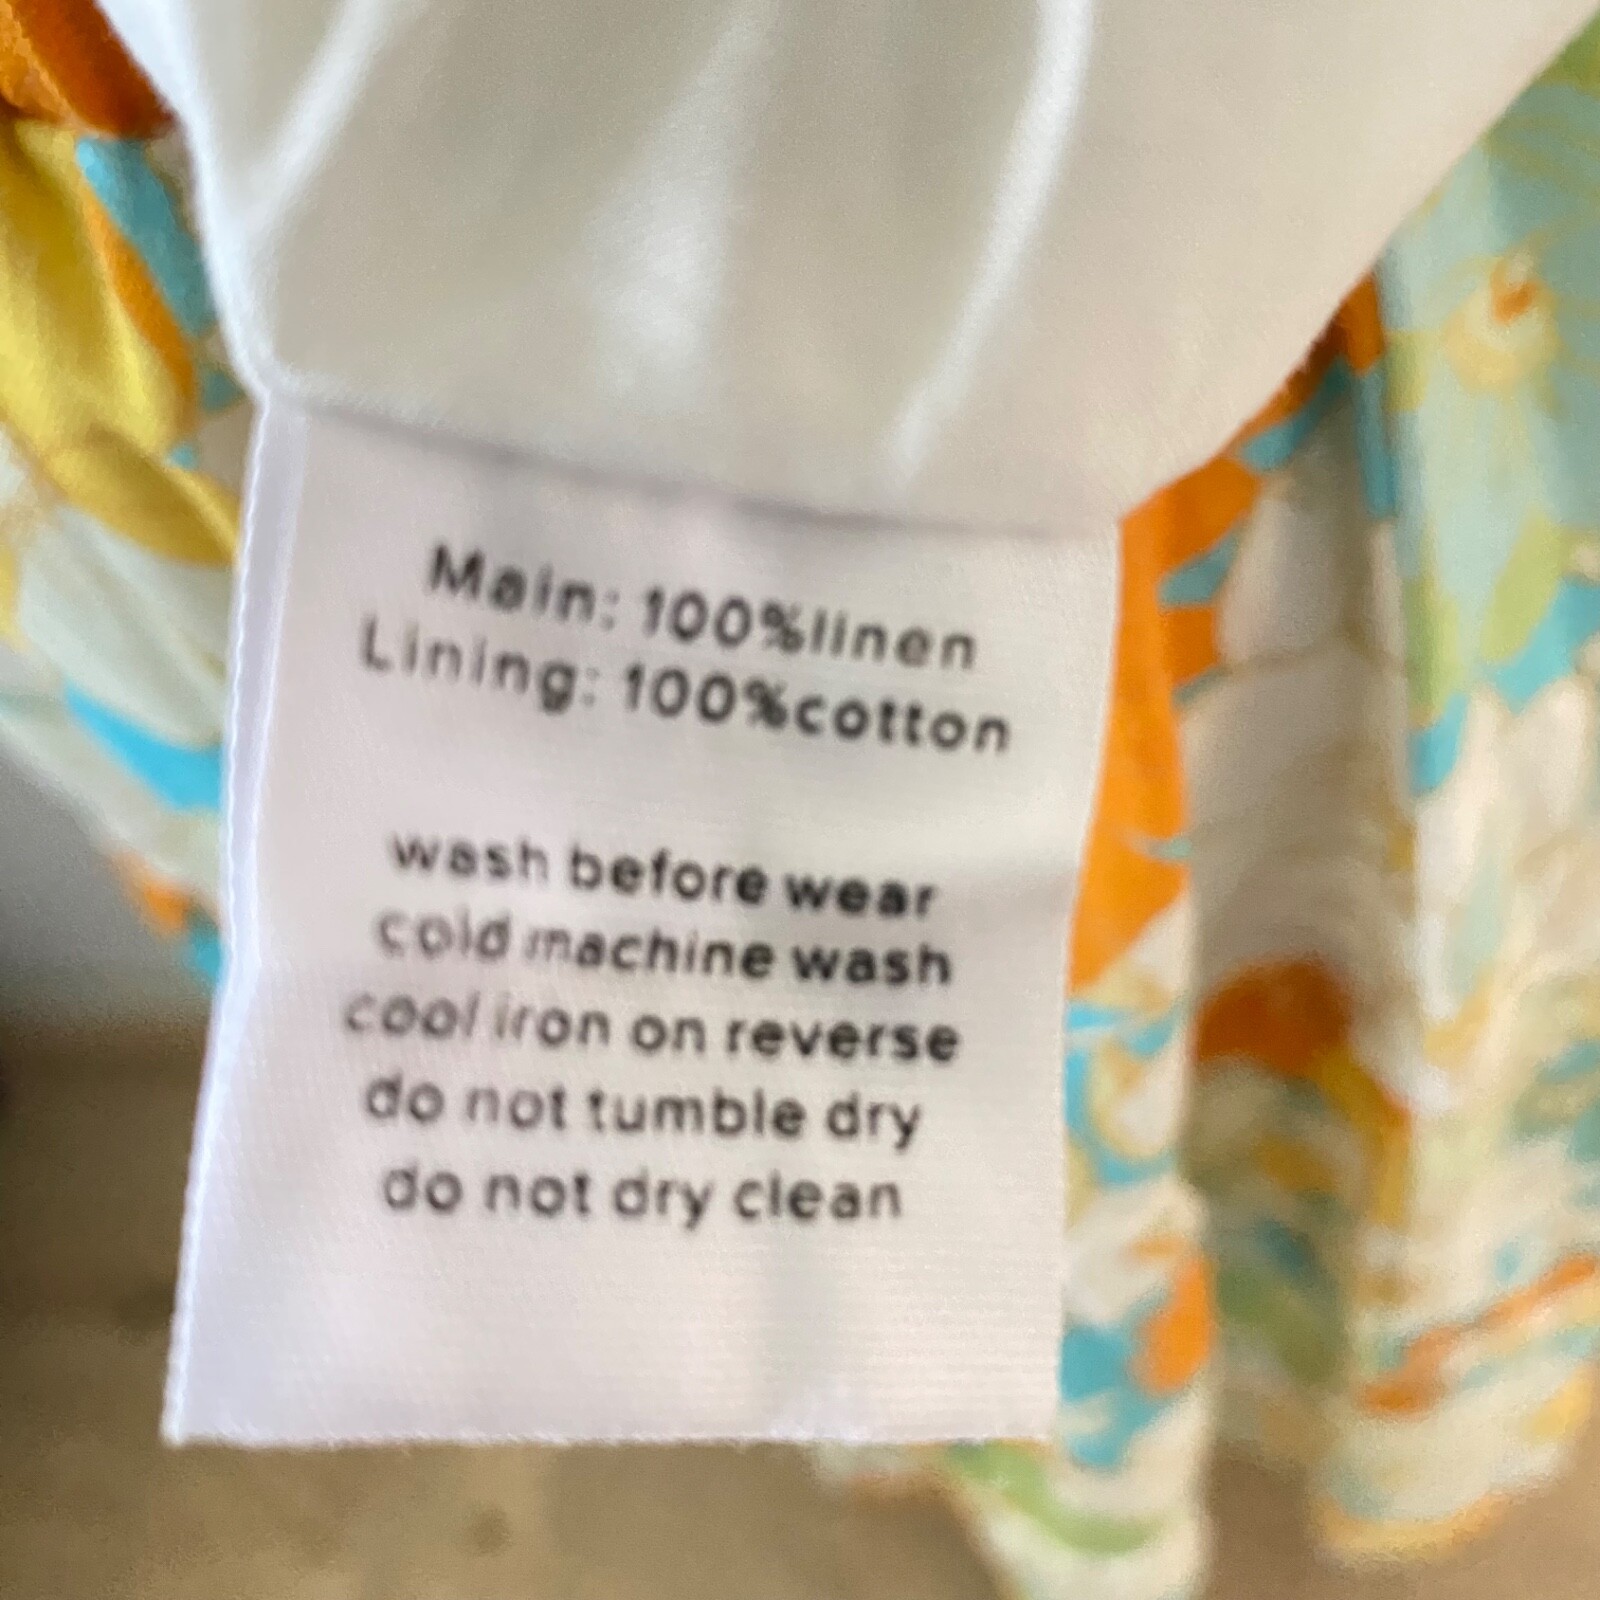 Main: 100%linen
Lining: 100%cotton
wash before wear
cold machine wash
cool iron on reverse
do not tumble dry
do not dry clean